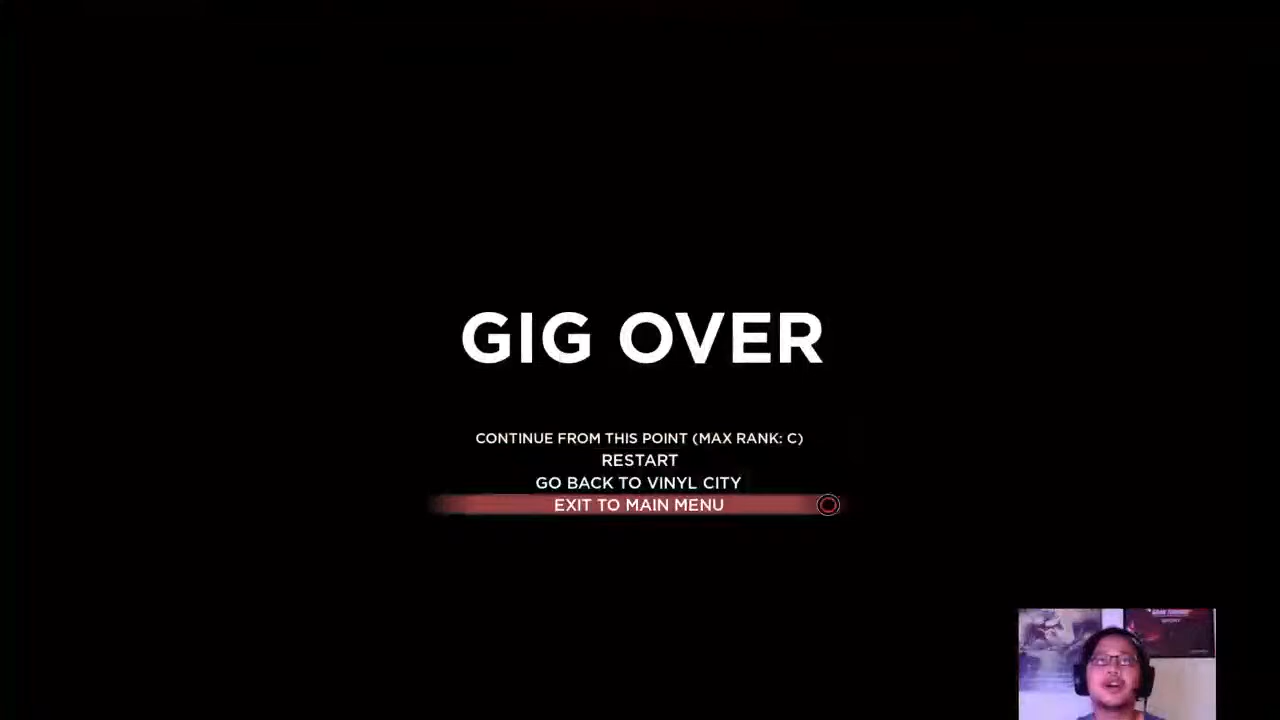 GIG OVER
CONTINUE FROM THIS POINT (MAX RANK: C)
RESTART
GO BACK TO VINYL CITY
EXIT TO MAIN MENU